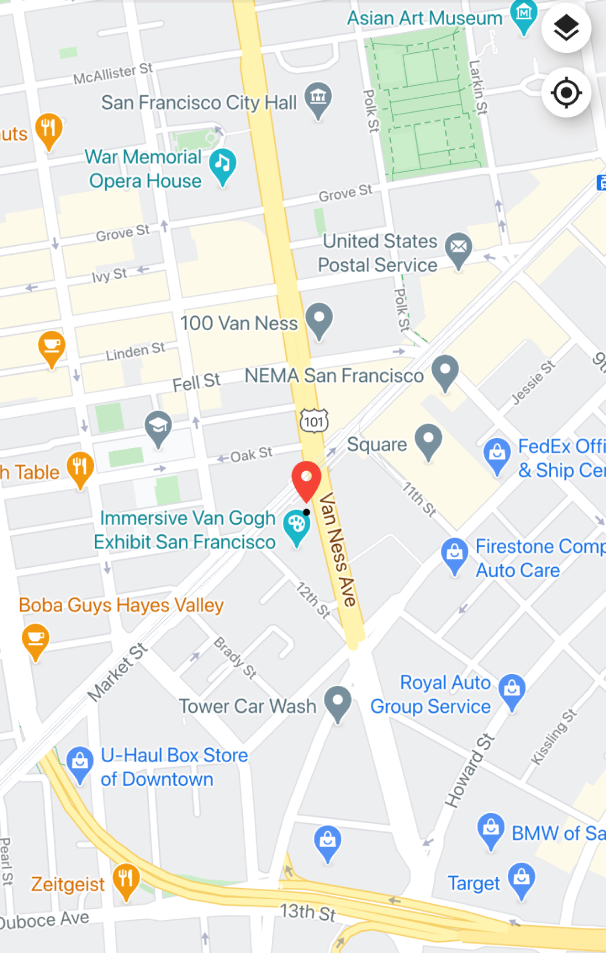 Asian Art Museum
McAllister St
Larkin St
San Francisco City Hall
Polk St
uts
War Memorial
Opera House
Grove St
Grove St
United States
Postal Service
Ivy St
Polk St
100 Van Ness
Linden St
Fell St
NEMA San Francisco
Jessie St
9th
101
Oak St
Square
FedEx Offi
& Ship Cen
h Table
11th St
Immersive Van Gogh
Exhibit San Francisco
Van Ness Ave
Firestone Comp
Auto Care
12th St
Boba Guys Hayes Valley
Brady St
Market St
Royal Auto
Group Service
Tower Car Wash
Kissling St
Howard St
U-Haul Box Store
of Downtown
BMW of Sa
Pearl St
Zeitgeist
Target
13th St
Duboce Ave